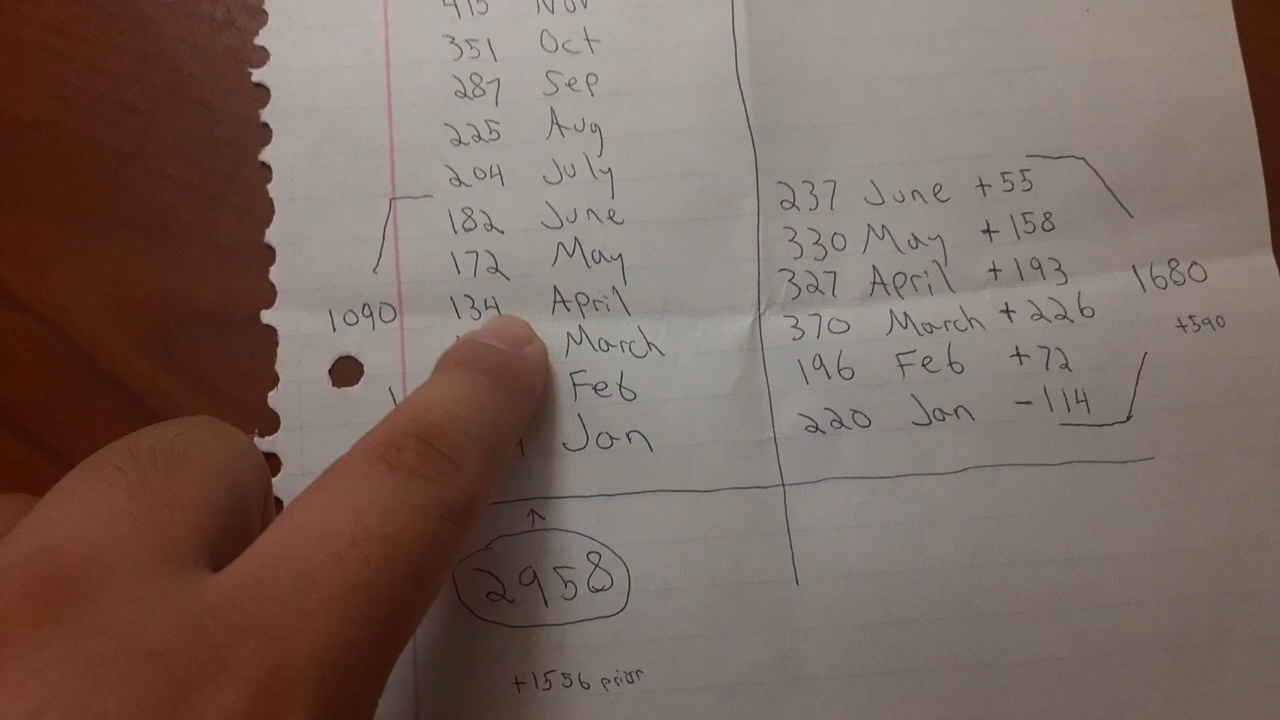 415 Nov
351 Oct
287 Sep
225 Aug
204 July
182 June
172 May
1090 134 April
March
Feb
Jan
2958
+1556 prior
237 June +55
330 May +158
327 April +193
1680
370 March +226
+590
196 Feb +72
220 Jan -114